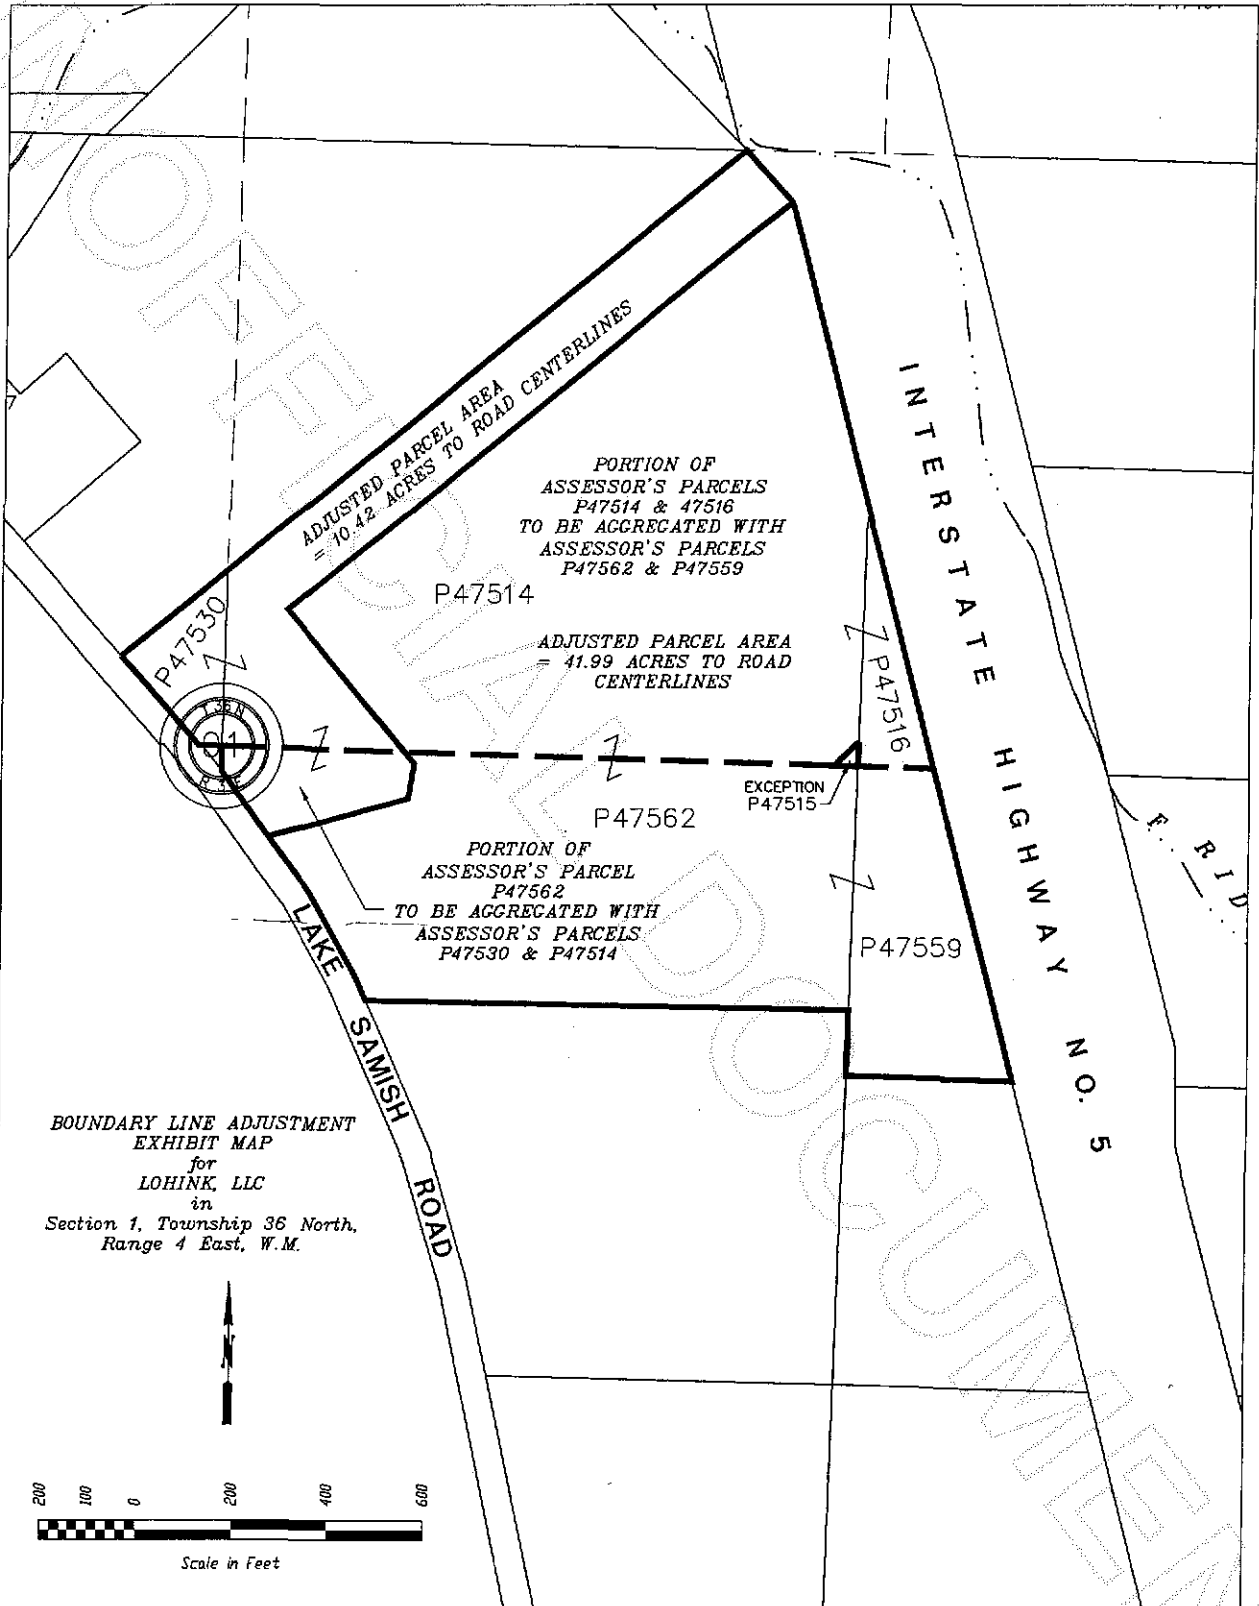 ADJUSTED PARCEL AREA
= 10.42 ACRES TO ROAD CENTERLINES
PORTION OF
ASSESSOR'S PARCELS
P47514 & 47516
TO BE AGGREGATED WITH
ASSESSOR'S PARCELS
P47562 & P47559
P47514
P47530
ADJUSTED PARCEL AREA
= 41.99 ACRES TO ROAD
CENTERLINES
P47516
INTERSTATE HIGHWAY NO. 5
EXCEPTION
P47515
P47562
PORTION OF
ASSESSOR'S PARCEL
P47562
TO BE AGGREGATED WITH
ASSESSOR'S PARCELS
P47530 & P47514
P47559
F. RID
LAKE SAMISH ROAD
BOUNDARY LINE ADJUSTMENT
EXHIBIT MAP
for
LOHINK, LLC
in
Section 1, Township 36 North,
Range 4 East, W.M.
N
200 100 0 200 400 600
Scale in Feet
UNOFFICIAL DOCUMENT